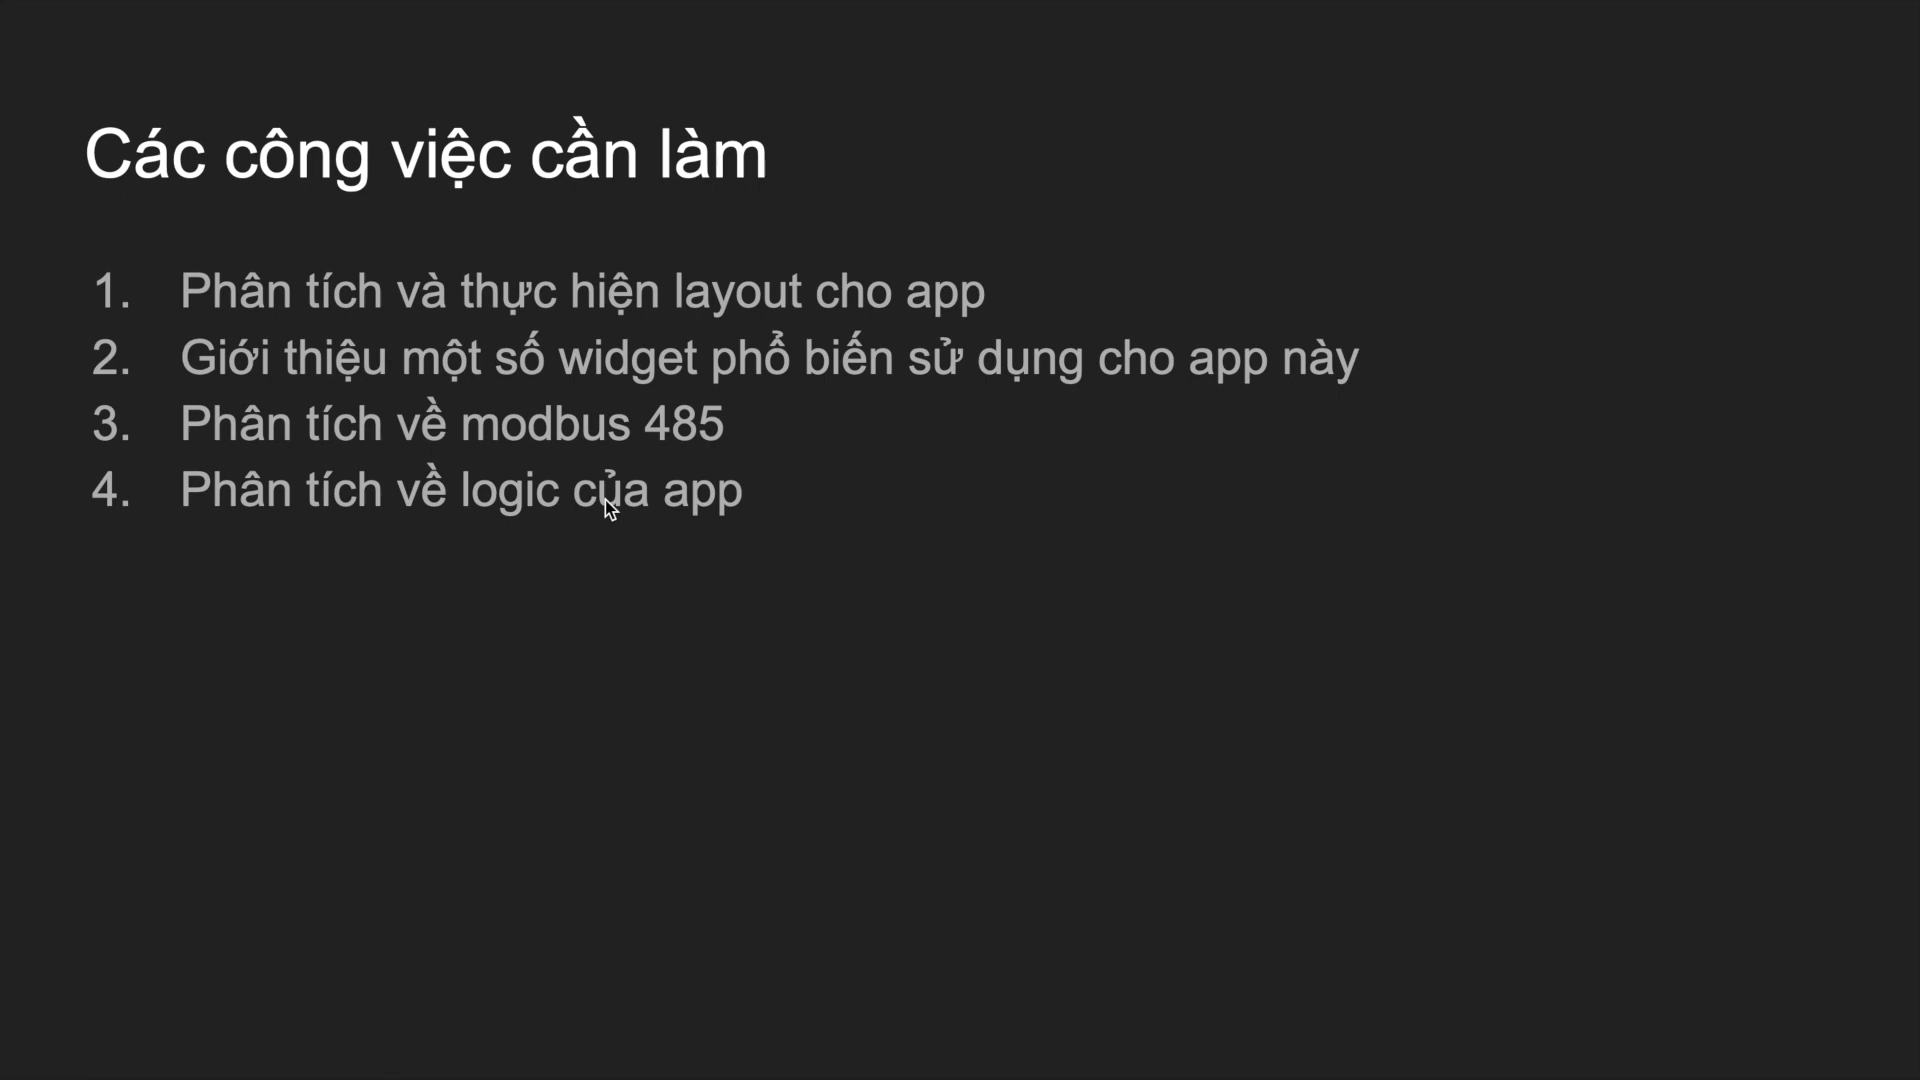 Các công việc cần làm
1. Phân tích và thực hiện layout cho app
2. Giới thiệu một số widget phổ biến sử dụng cho app này
3. Phân tích về modbus 485
4. Phân tích về logic của app